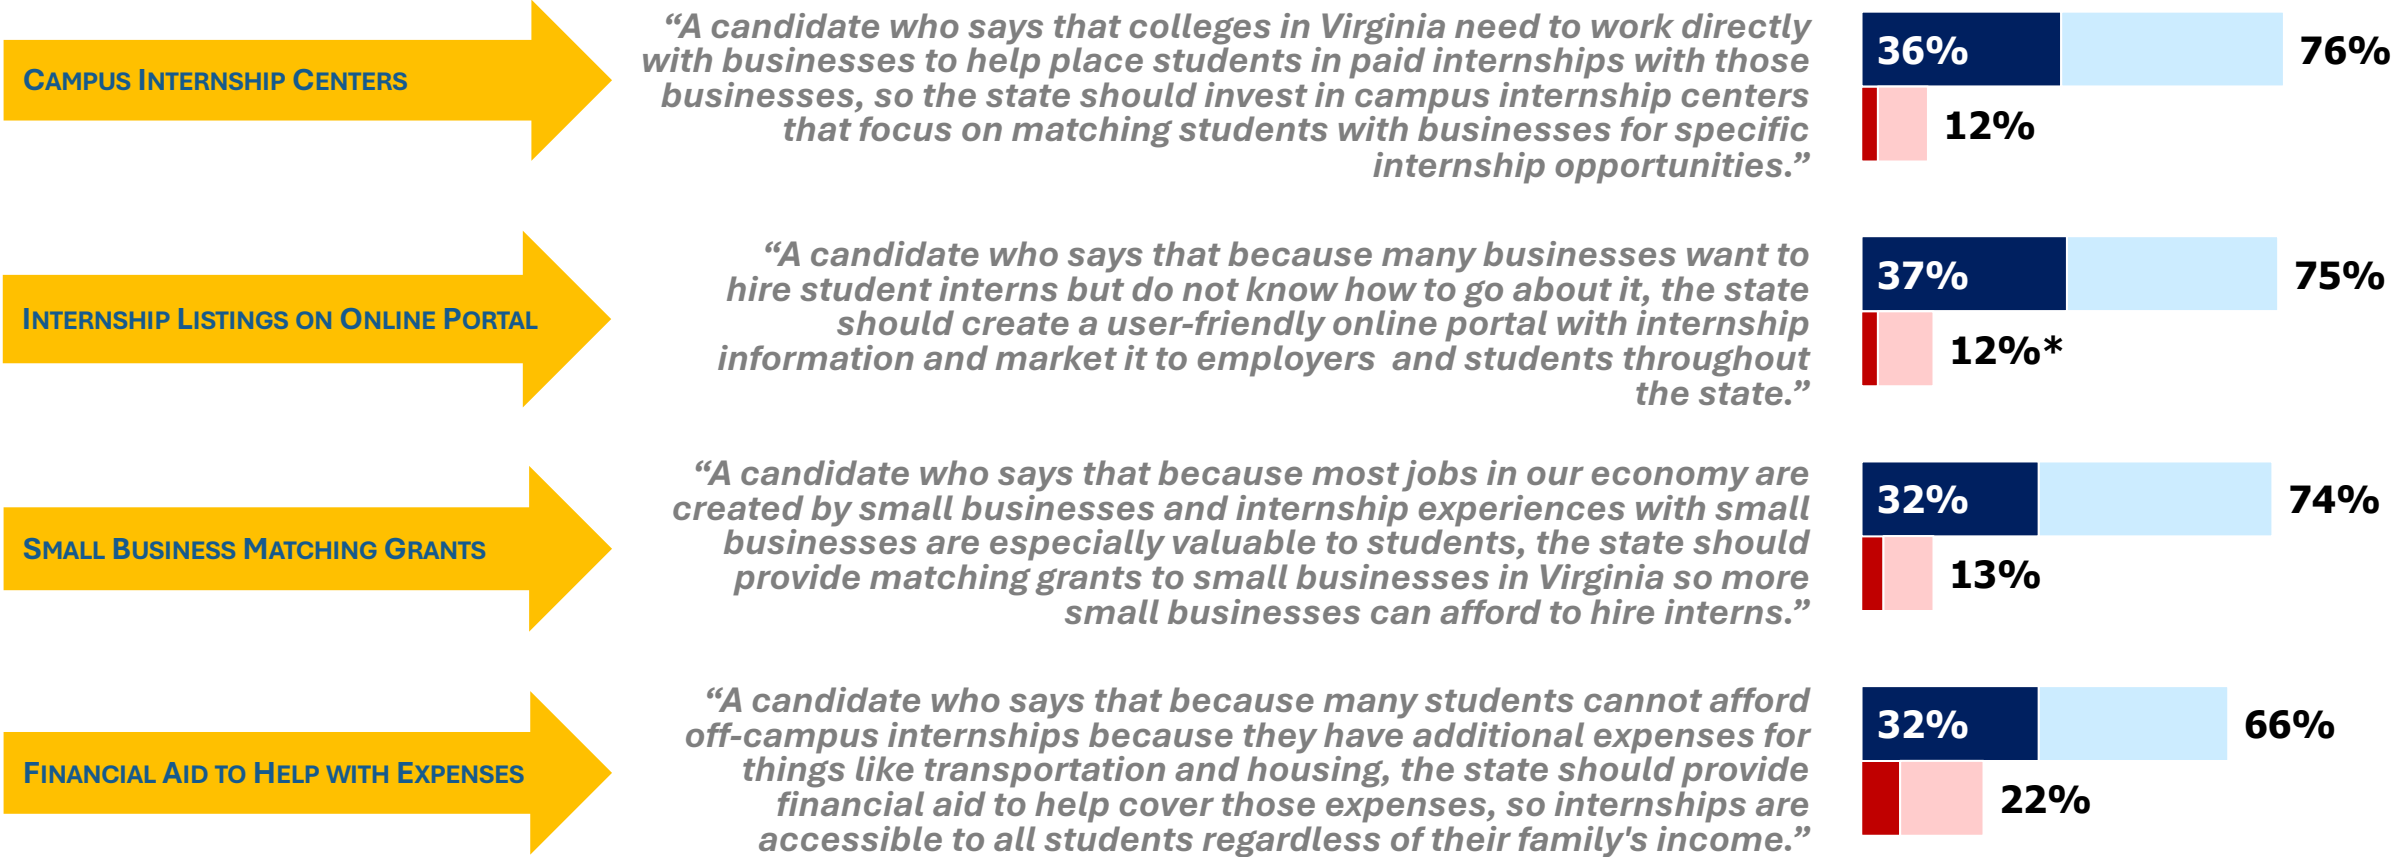 CAMPUS INTERNSHIP CENTERS
“A candidate who says that colleges in Virginia need to work directly
with businesses to help place students in paid internships with those
businesses, so the state should invest in campus internship centers
that focus on matching students with businesses for specific
internship opportunities.”
36%
76%
12%
INTERNSHIP LISTINGS ON ONLINE PORTAL
“A candidate who says that because many businesses want to
hire student interns but do not know how to go about it, the state
should create a user-friendly online portal with internship
information and market it to employers  and students throughout
the state.”
37%
75%
12%*
SMALL BUSINESS MATCHING GRANTS
“A candidate who says that because most jobs in our economy are
created by small businesses and internship experiences with small
businesses are especially valuable to students, the state should
provide matching grants to small businesses in Virginia so more
small businesses can afford to hire interns.”
32%
74%
13%
FINANCIAL AID TO HELP WITH EXPENSES
“A candidate who says that because many students cannot afford
off-campus internships because they have additional expenses for
things like transportation and housing, the state should provide
financial aid to help cover those expenses, so internships are
accessible to all students regardless of their family's income.”
32%
66%
22%